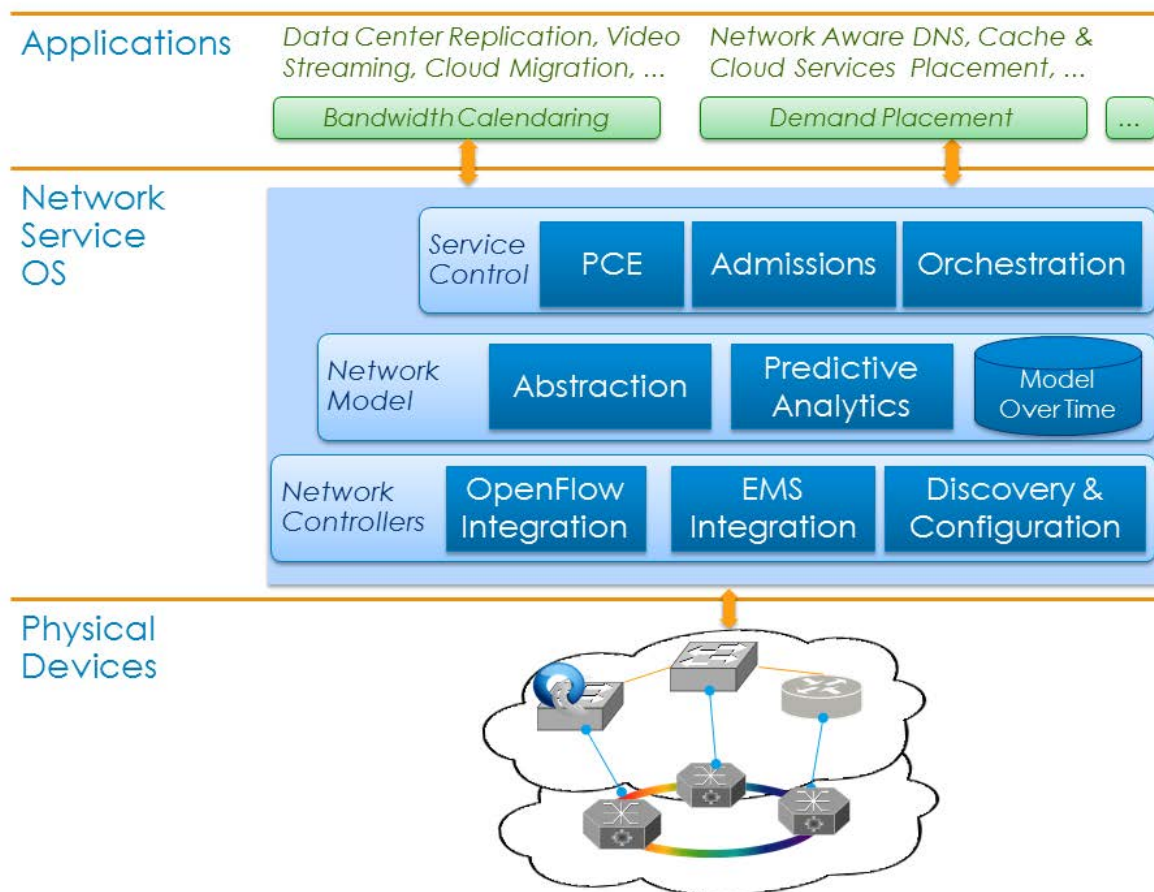 Applications
Data Center Replication, Video
Streaming, Cloud Migration, ...
Network Aware DNS, Cache &
Cloud Services Placement, ...
Bandwidth Calendaring
Demand Placement
...
Network
Service
OS
Service
Control
PCE
Admissions
Orchestration
Network
Model
Abstraction
Predictive
Analytics
Model
Over Time
Network
Controllers
OpenFlow
Integration
EMS
Integration
Discovery &
Configuration
Physical
Devices